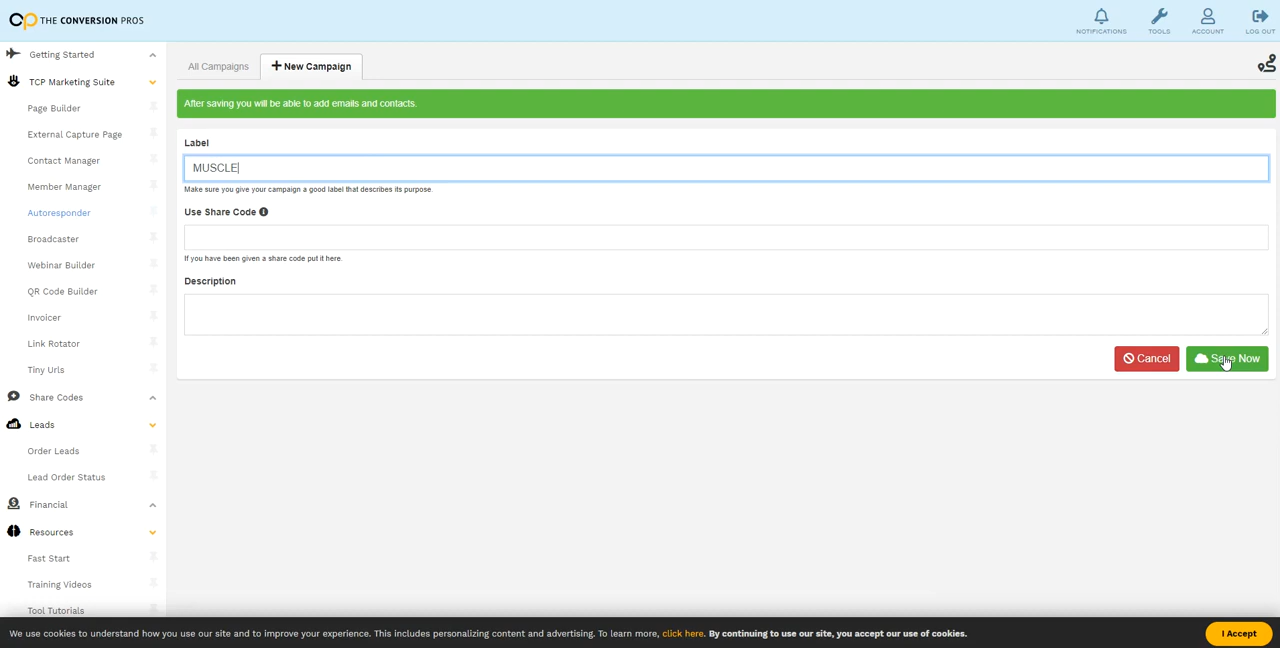 THE CONVERSION PROS
NOTIFICATIONS
TOOLS
ACCOUNT
LOG OUT
Getting Started
TCP Marketing Suite
Page Builder
External Capture Page
Contact Manager
Member Manager
Autoresponder
Broadcaster
Webinar Builder
QR Code Builder
Invoicer
Link Rotator
Tiny Urls
Share Codes
Leads
Order Leads
Lead Order Status
Financial
Resources
Fast Start
Training Videos
Tool Tutorials
All Campaigns
New Campaign
After saving you will be able to add emails and contacts.
Label
MUSCLE
Make sure you give your campaign a good label that describes its purpose.
Use Share Code
If you have been given a share code put it here.
Description
Cancel
Save Now
We use cookies to understand how you use our site and to improve your experience. This includes personalizing content and advertising. To learn more, click here. By continuing to use our site, you accept our use of cookies.
I Accept